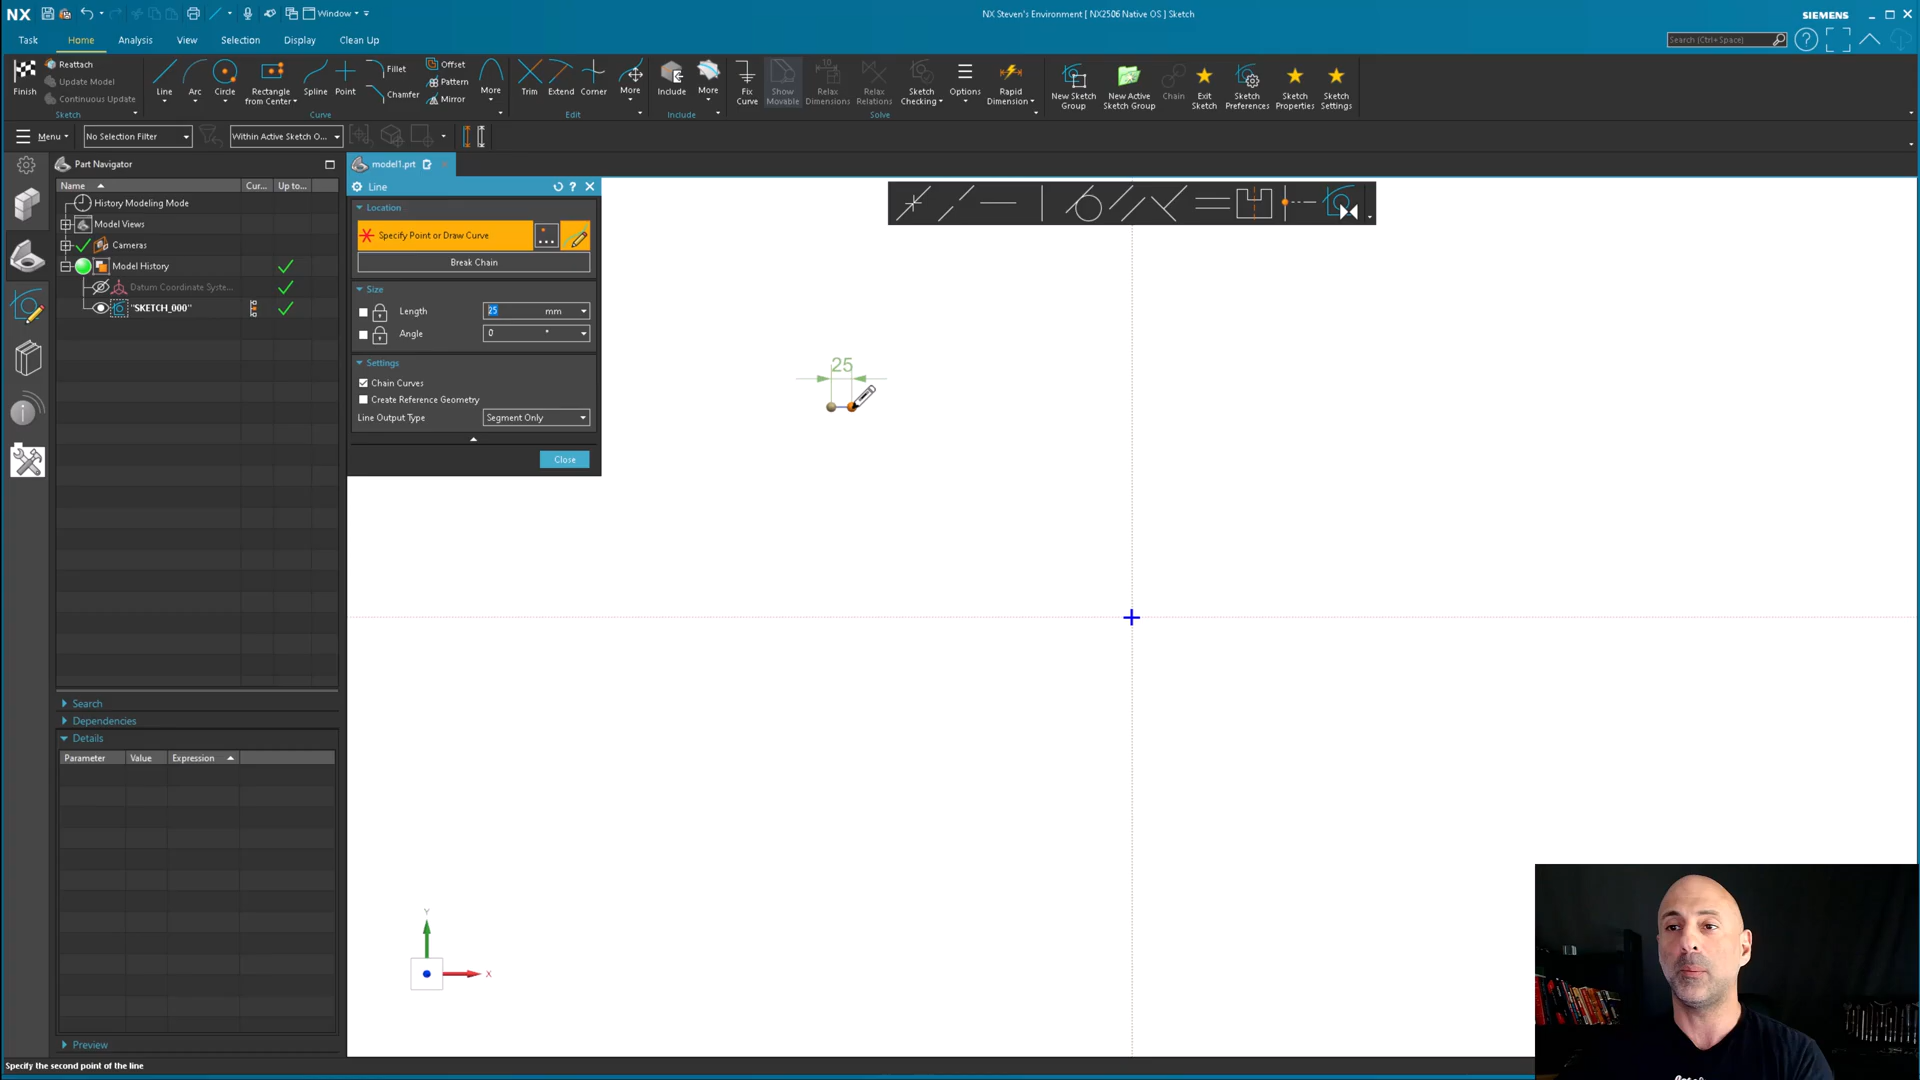 NX
Window
NX Steven's Environment [ NX2506 Native OS ] Sketch
SIEMENS
Task
Home
Analysis
View
Selection
Display
Clean Up
Search (Ctrl+Space)
Finish
Reattach
Update Model
Continuous Update
Sketch
Line
Arc
Circle
Rectangle
from Center
Spline
Point
Fillet
Chamfer
Offset
Pattern
Mirror
More
Curve
Trim
Extend
Corner
More
Edit
Include
More
Include
Fix
Curve
Show
Movable
Relax
Dimensions
Relax
Relations
Sketch
Checking
Options
Rapid
Dimension
Solve
New Sketch
Group
New Active
Sketch Group
Chain
Exit
Sketch
Sketch
Preferences
Sketch
Properties
Sketch
Settings
Menu
No Selection Filter
Within Active Sketch O...
Part Navigator
model1.prt
Name
Cur...
Up to...
History Modeling Mode
Model Views
Cameras
Model History
Datum Coordinate Syste...
"SKETCH_000"
Line
Location
Specify Point or Draw Curve
Break Chain
Size
Length
25
mm
Angle
0
°
Settings
Chain Curves
Create Reference Geometry
Line Output Type
Segment Only
Close
25
Search
Dependencies
Details
Parameter
Value
Expression
Preview
Y
X
Specify the second point of the line